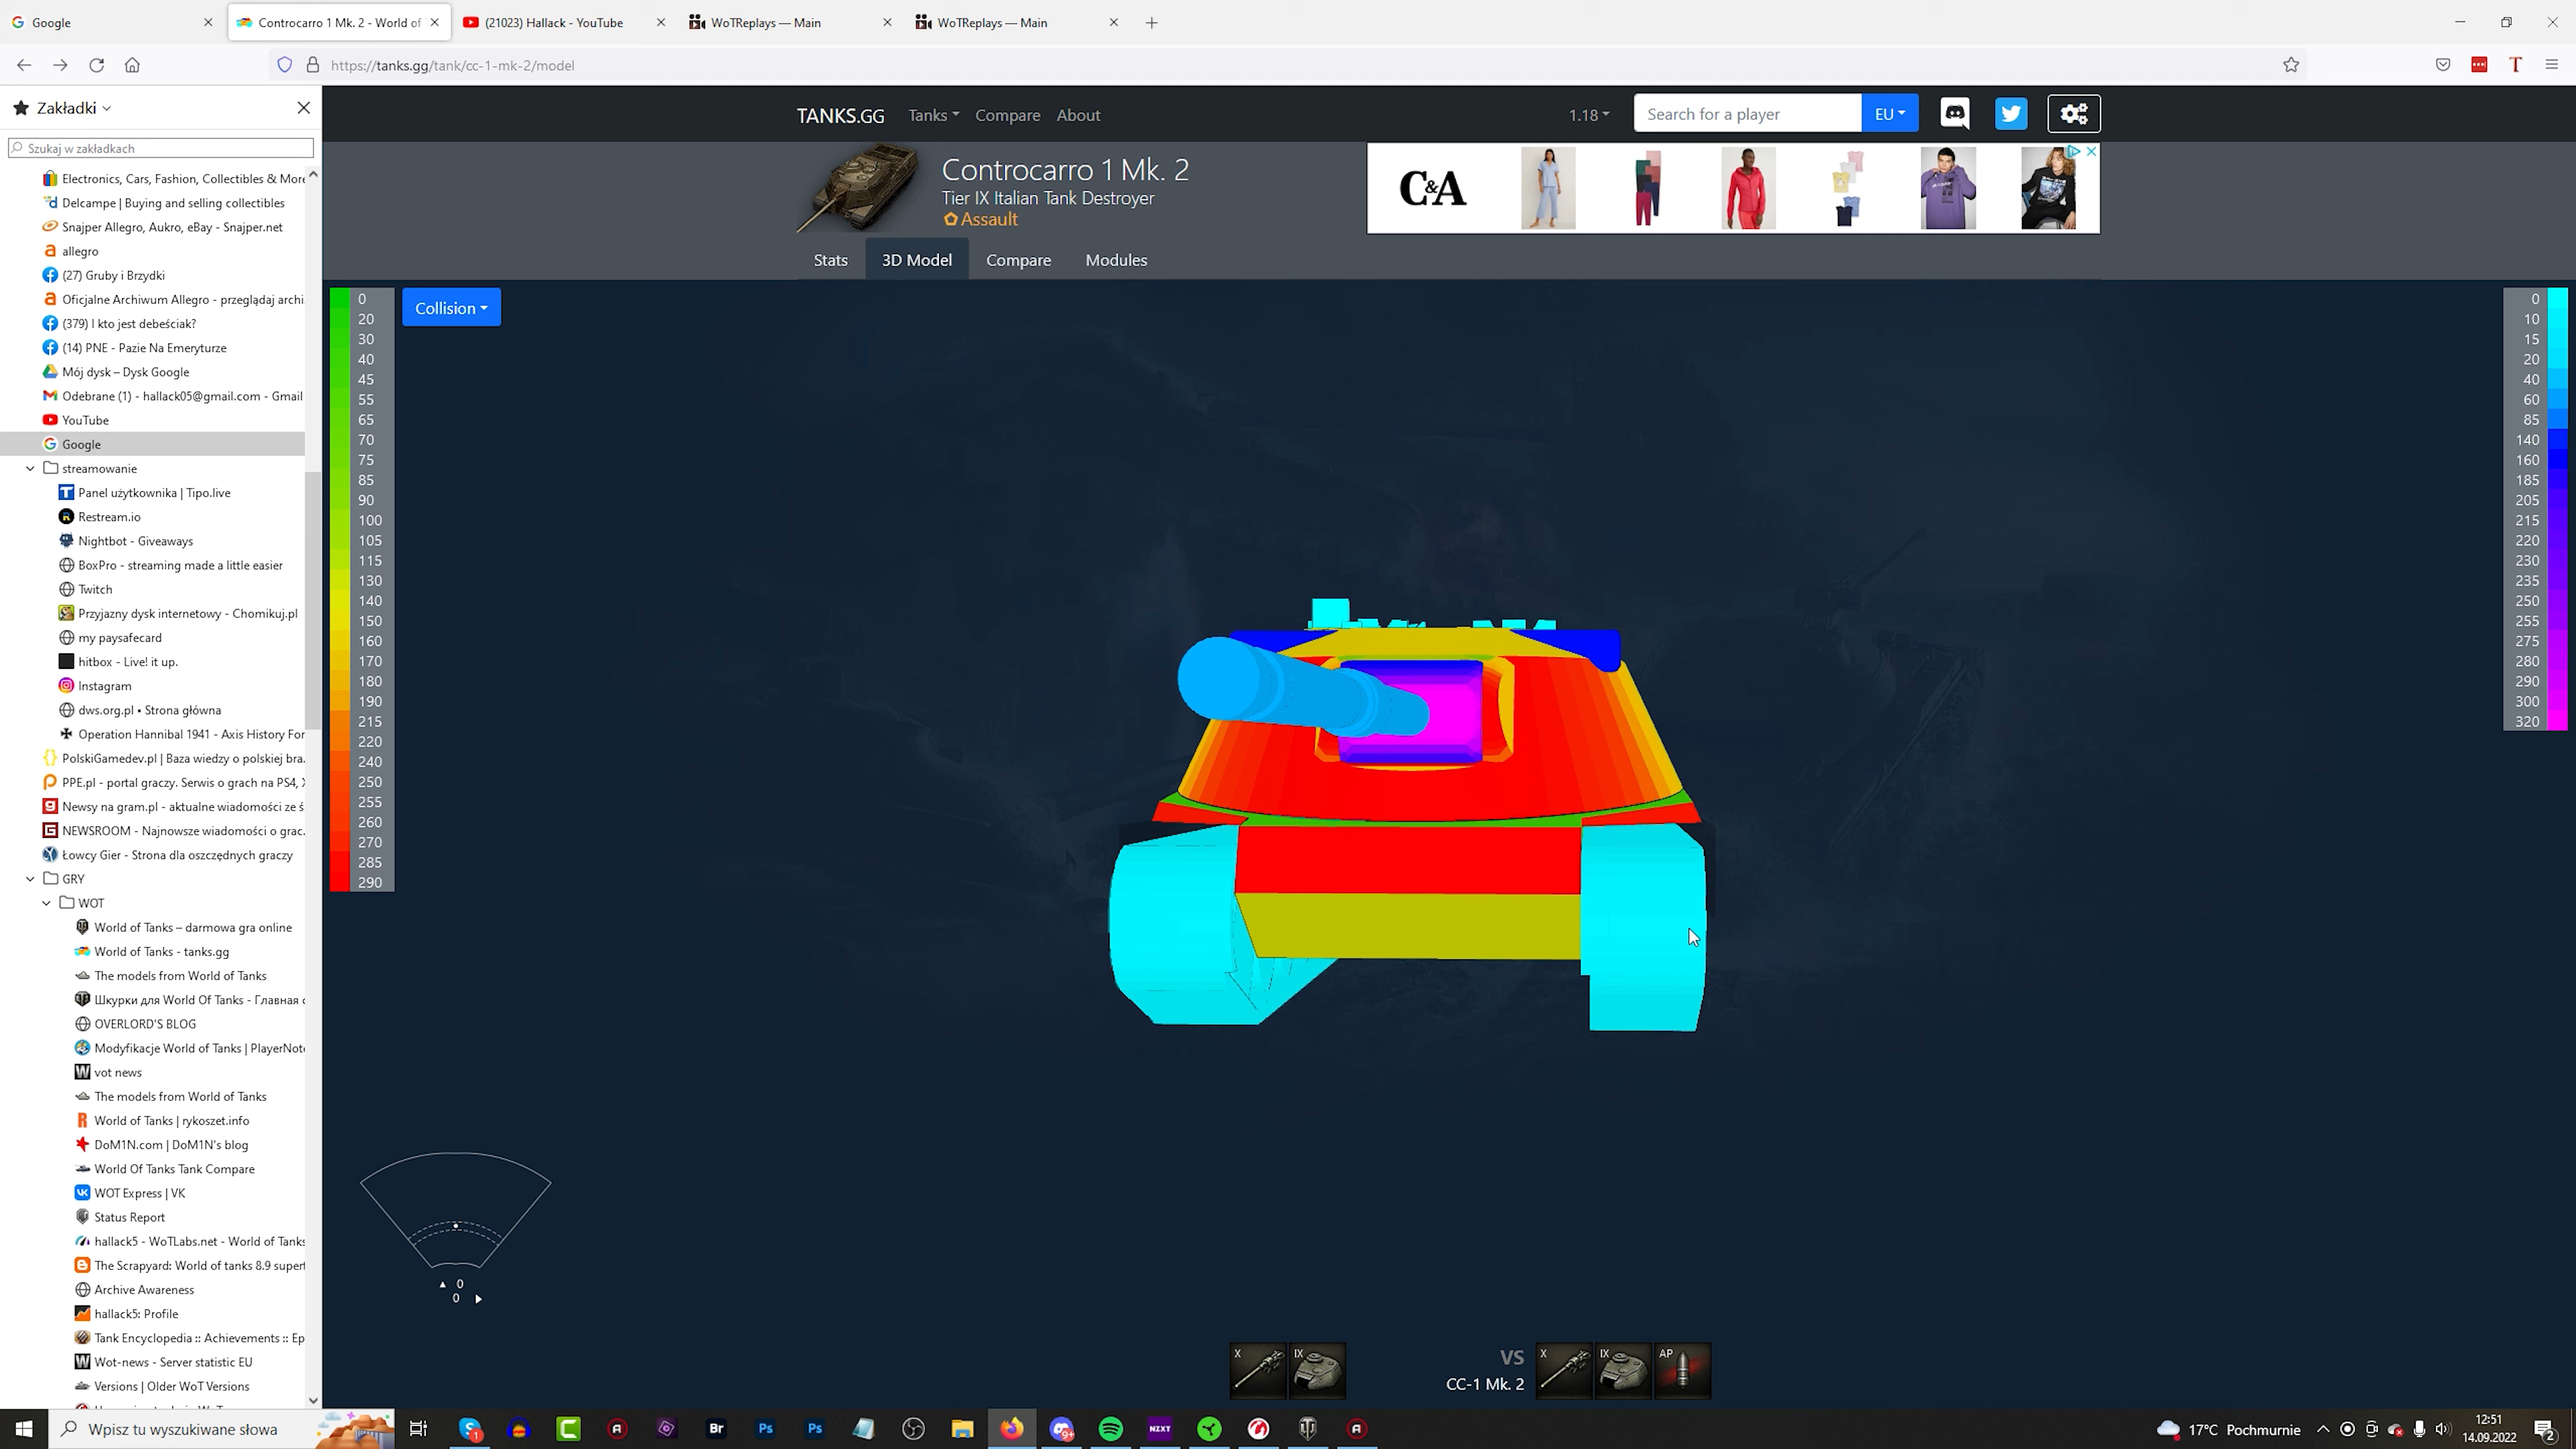 Google
Controcarro 1 Mk. 2 - World of
(21023) Hallack - YouTube
WoTReplays — Main
WoTReplays — Main
https://tanks.gg/tank/cc-1-mk-2/model
Zakładki
Szukaj w zakładkach
Electronics, Cars, Fashion, Collectibles & More
Delcampe | Buying and selling collectibles
Snajper Allegro, Aukro, eBay - Snajper.net
allegro
(27) Gruby i Brzydki
Oficjalne Archiwum Allegro - przeglądaj archi
(379) I kto jest debeściak?
(14) PNE - Pazie Na Emeryturze
Mój dysk – Dysk Google
Odebrane (1) - hallack05@gmail.com - Gmail
YouTube
Google
streamowanie
Panel użytkownika | Tipo.live
Restream.io
Nightbot - Giveaways
BoxPro - streaming made a little easier
Twitch
Przyjazny dysk internetowy - Chomikuj.pl
my paysafecard
hitbox - Live! it up.
Instagram
dws.org.pl • Strona główna
Operation Hannibal 1941 - Axis History For
PolskiGamedev.pl | Baza wiedzy o polskiej bra.
PPE.pl - portal graczy. Serwis o grach na PS4, X
Newsy na gram.pl - aktualne wiadomości ze ś.
NEWSROOM - Najnowsze wiadomości o grac.
Łowcy Gier - Strona dla oszczędnych graczy
GRY
WOT
World of Tanks – darmowa gra online
World of Tanks - tanks.gg
The models from World of Tanks
Шкурки для World Of Tanks - Главная с
OVERLORD'S BLOG
Modyfikacje World of Tanks | PlayerNote
vot news
The models from World of Tanks
World of Tanks | rykoszet.info
DoM1N.com | DoM1N's blog
World Of Tanks Tank Compare
WOT Express | VK
Status Report
hallack5 - WoTLabs.net - World of Tanks
The Scrapyard: World of tanks 8.9 superf
Archive Awareness
hallack5: Profile
Tank Encyclopedia :: Achievements :: Ep
Wot-news - Server statistic EU
Versions | Older WoT Versions
TANKS.GG
Tanks
Compare
About
1.18
Search for a player
EU
Controcarro 1 Mk. 2
Tier IX Italian Tank Destroyer
Assault
C&A
Stats
3D Model
Compare
Modules
Collision
0
20
30
40
45
55
65
70
75
85
90
100
105
115
130
140
150
160
170
180
190
215
220
240
250
255
260
270
285
290
0
10
15
20
40
60
85
140
160
185
205
215
220
230
235
250
255
275
280
290
300
320
0
0
X
IX
VS
CC-1 Mk. 2
X
IX
AP
Wpisz tu wyszukiwane słowa
1
Br
Ps
Ps
9+
NZXT
17°C Pochmurnie
12:51
14.09.2022
2